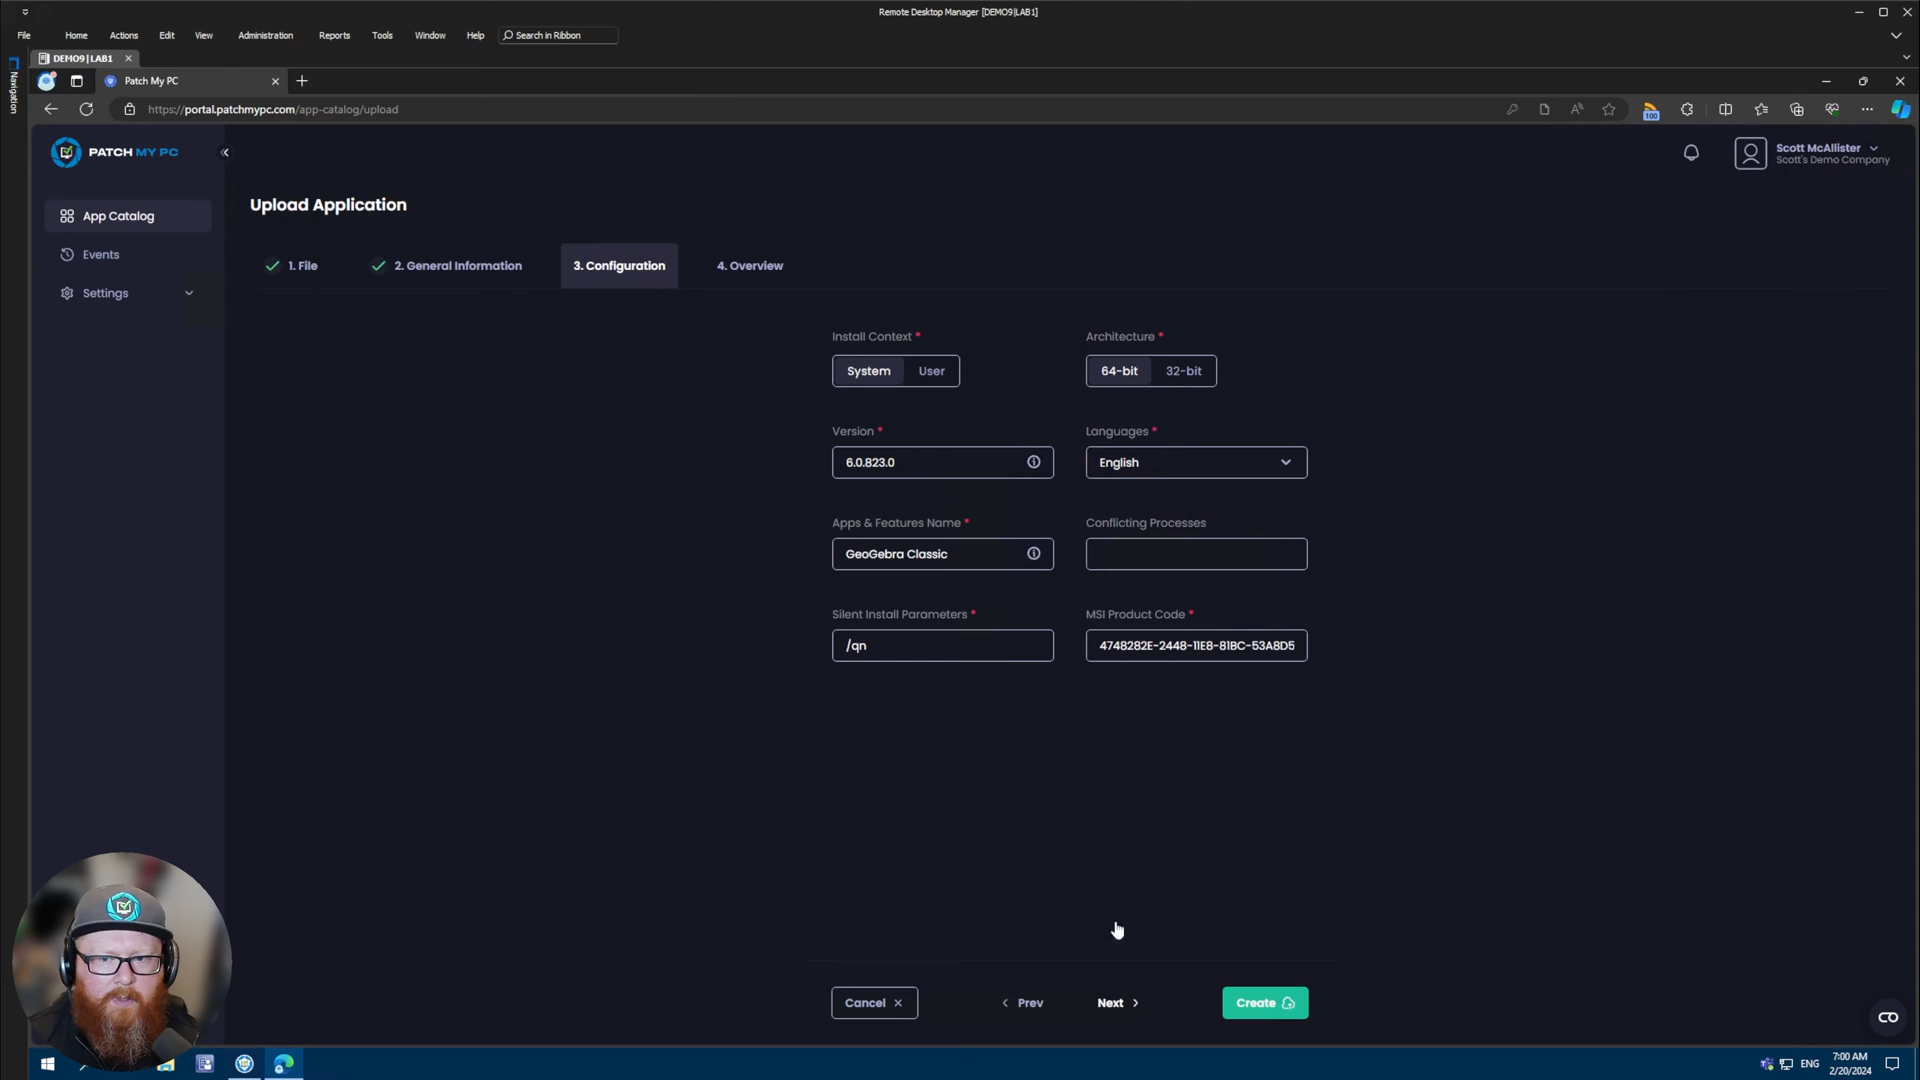 Remote Desktop Manager [DEMO9|LAB1]
File Home Actions Edit View Administration Reports Tools Window Help Search in Ribbon
DEMO9|LAB1
Navigation
Patch My PC
https://portal.patchmypc.com/app-catalog/upload
100
PATCH MY PC
Scott McAllister
Scott's Demo Company
App Catalog
Events
Settings
Upload Application
1. File
2. General Information
3. Configuration
4. Overview
Install Context *
Architecture *
System User
64-bit 32-bit
Version *
Languages *
6.0.823.0
English
Apps & Features Name *
Conflicting Processes
GeoGebra Classic
Silent Install Parameters *
MSI Product Code *
/qn
4748282E-2448-11E8-81BC-53A8D5
Cancel
Prev
Next
Create
ENG
7:00 AM
2/20/2024